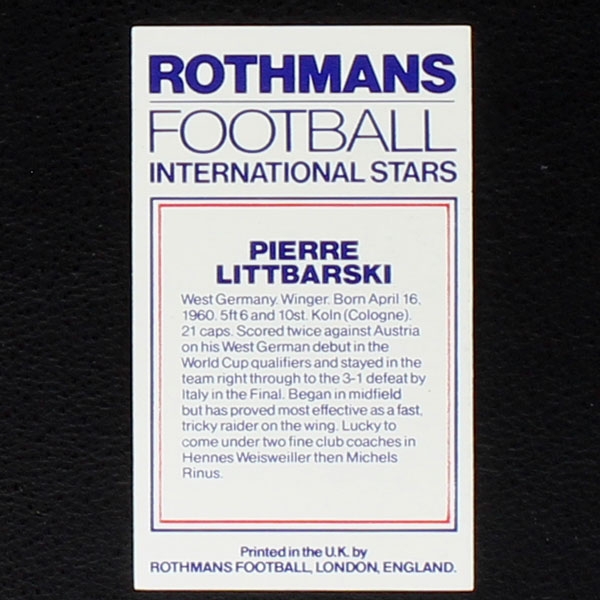 ROTHMANS
FOOTBALL
INTERNATIONAL STARS
PIERRE
LITTBARSKI
West Germany. Winger. Born April 16,
1960. 5ft 6 and 10st. Koln (Cologne).
21 caps. Scored twice against Austria
on his West German debut in the
World Cup qualifiers and stayed in the
team right through to the 3-1 defeat by
Italy in the Final. Began in midfield
but has proved most effective as a fast,
tricky raider on the wing. Lucky to
come under two fine club coaches in
Hennes Weisweiller then Michels
Rinus.
Printed in the U.K. by
ROTHMANS FOOTBALL, LONDON, ENGLAND.